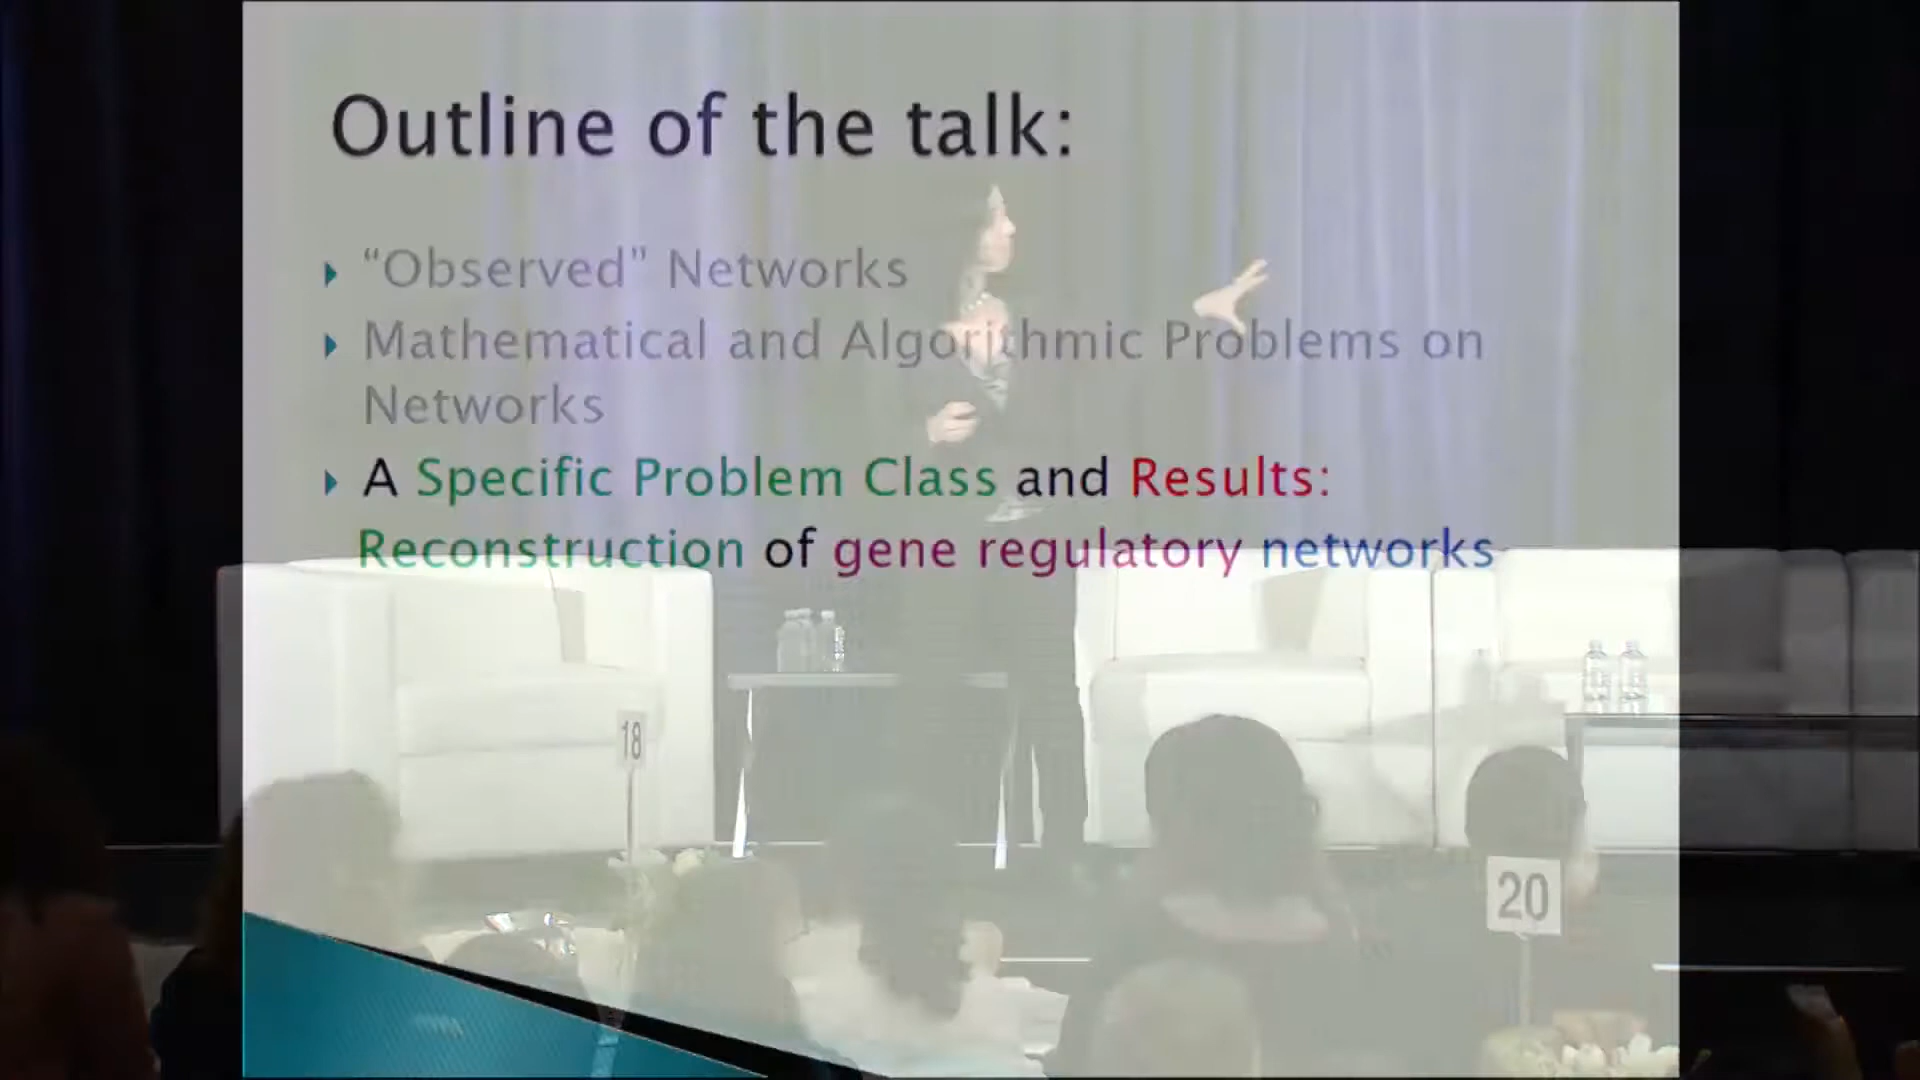 Outline of the talk:
“Observed” Networks
Mathematical and Algorithmic Problems on
Networks
A Specific Problem Class and Results:
Reconstruction of gene regulatory networks
18
20